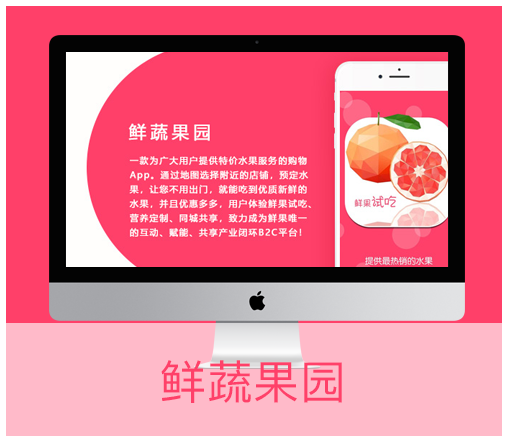 鲜蔬果园
一款为广大用户提供特价水果服务的购物
App。通过地图选择附近的店铺，预定水
果，让您不用出门，就能吃到优质新鲜的
水果，并且优惠多多，用户体验鲜果试吃、
营养定制、同城共享，致力成为鲜果唯一
的互动、赋能、共享产业闭环B2C平台！
鲜果试吃
提供最热销的水果
鲜蔬果园